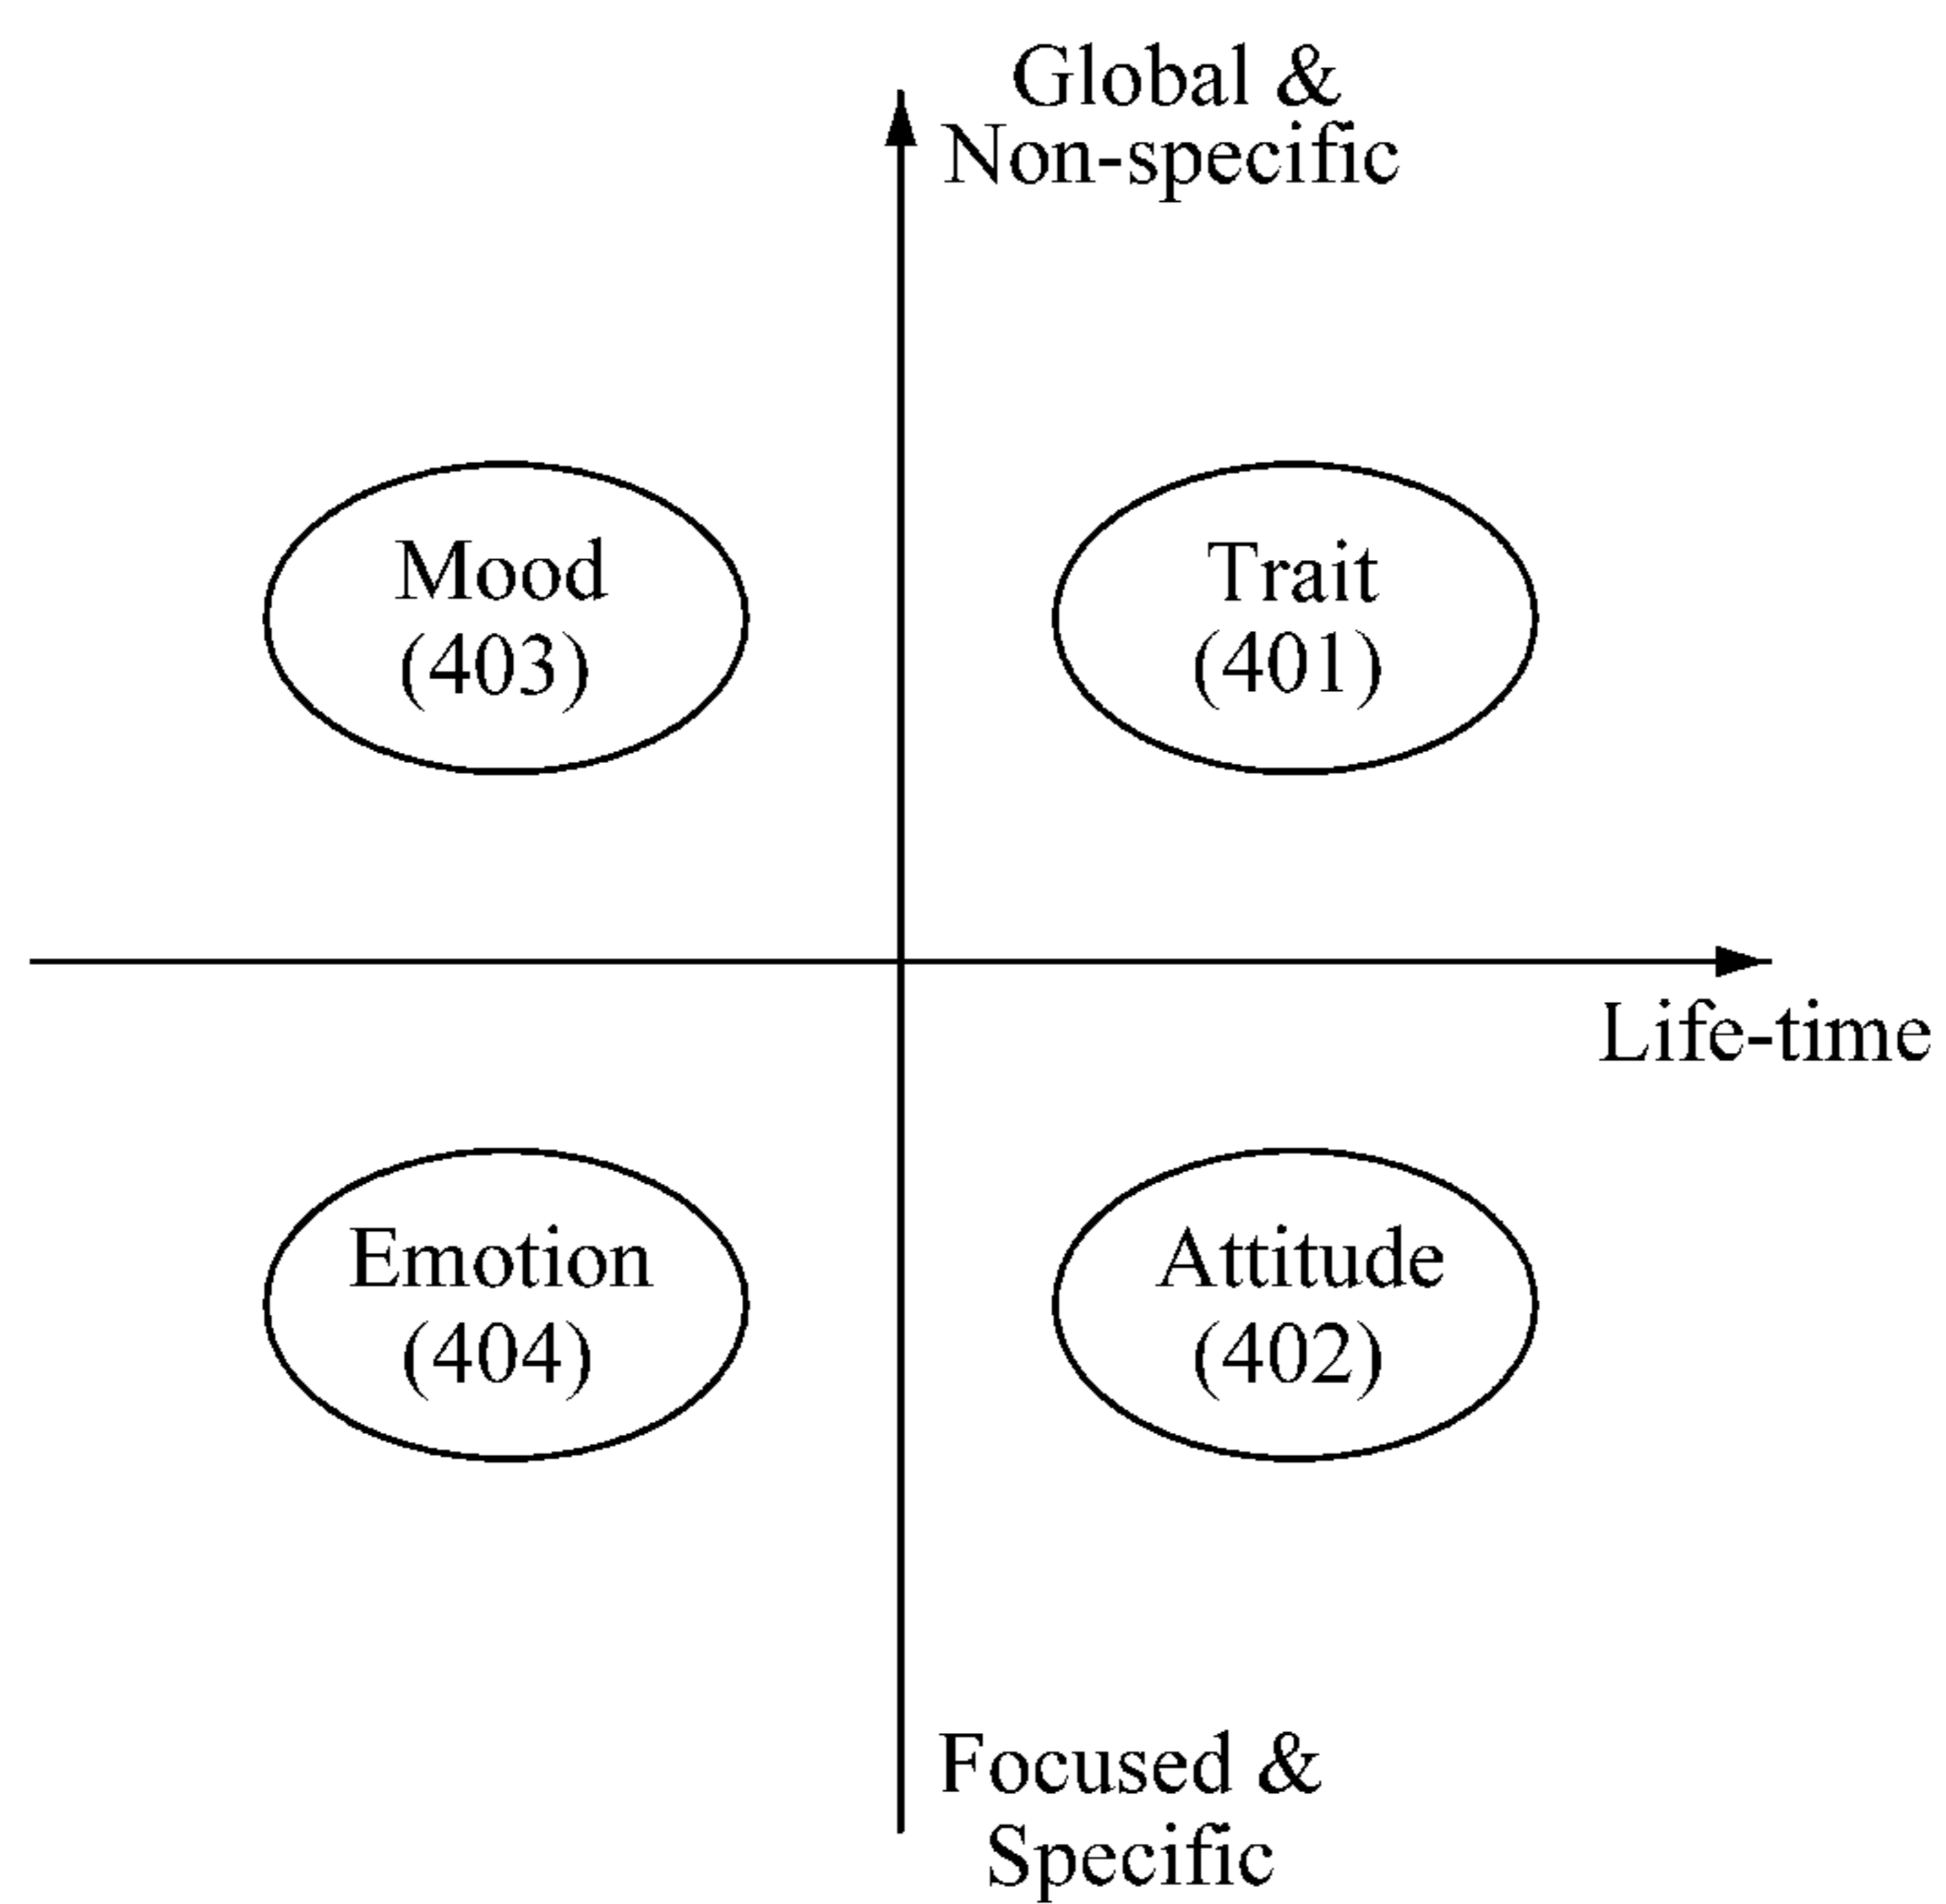 Global &
Non-specific
Mood
(403)
Trait
(401)
Life-time
Emotion
(404)
Attitude
(402)
Focused &
Specific